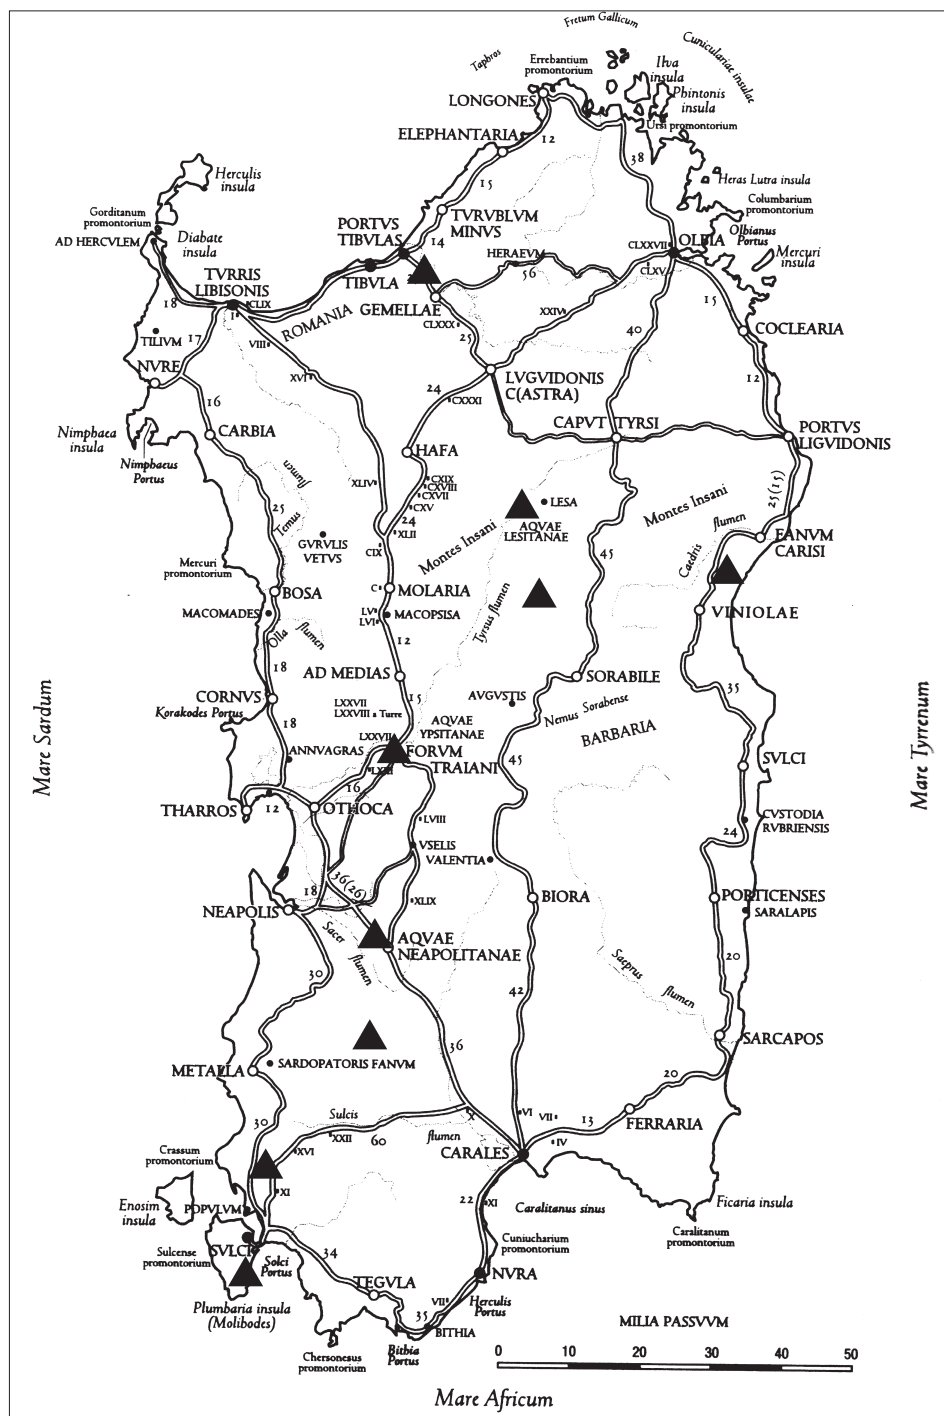 Fretum Gallicum
Taphros
Errebantium
promontorium
Cuniculariae insulae
Ilva
insula
Phintonis
insula
LONGONES
Ursi promontorium
ELEPHANTARIA
12
38
Herculis
insula
15
Heras Lutra insula
Columbarium
promontorium
Gorditanum
promontorium
AD HERCVLEM
Diabate
insula
PORTVS
TIBVLAS
TVRVBLVM
MINVS
14
CLXXVII
OLBIA
Olbianus
Portus
Mercuri
insula
HERAEVM
56
CLXV
TVRRIS
LIBISONIS
TIBVLA
GEMELLAE
18
CLIX
I
ROMANIA
CLXXX
XXIV
15
25
40
COCLEARIA
TILIVM
17
VIII
NVRE
XVI
LVGVIDONIS
C(ASTRA)
12
24
CXXXI
16
CARBIA
CAPVT TYRSI
PORTVS
LIGVIDONIS
Nimphaea
insula
Nimphaeus
Portus
HAFA
flumen
Temus
25
XLIV
CXIX
CXVIII
CXVII
CXV
24
XLII
LESA
AQVAE
LESITANAE
Montes Insani
Montes Insani
25(15)
flumen
Caedris
FANVM
CARISI
GVRVLIS
VETVS
CIX
45
Mercuri
promontorium
BOSA
C
MOLARIA
Tyrsus flumen
VINIOLAE
MACOMADES
LV
LVI
MACOPSISA
Olla
flumen
12
18
AD MEDIAS
SORABILE
35
CORNVS
Korakodes Portus
15
AVGVSTIS
Nemus Sorabense
BARBARIA
LXXVII
LXXVIII
Turre
AQVAE
YPSITANAE
18
ANNVAGRAS
LXXVII
FORVM
TRAIANI
45
SVLCI
Mare Sardum
Mare Tyrrenum
THARROS
12
OTHOCA
16
LVIII
24
CVSTODIA
RVBRIENSIS
VSELIS
VALENTIA
36(26)
18
NEAPOLIS
XLIX
BIORA
PORTICENSES
SARALAPIS
Sacer
flumen
AQVAE
NEAPOLITANAE
Saeprus
flumen
30
42
20
36
SARCAPOS
METALLA
SARDOPATORIS FANVM
20
30
Sulcis
flumen
X
VI
VII
13
FERRARIA
XXII
60
Crassum
promontorium
XVI
CARALES
IV
XI
Enosim
insula
POPVLVM
22
XI
Caralitanus sinus
Ficaria insula
Caralitanum
promontorium
Sulcense
promontorium
SVLCI
Solci
Portus
34
Cuniucharium
promontorium
TEGVLA
NVRA
Plumbaria insula
(Molibodes)
VII
Herculis
Portus
35
BITHIA
MILIA PASSVVM
Chersonesus
promontorium
Bithia
Portus
0 10 20 30 40 50
Mare Africum